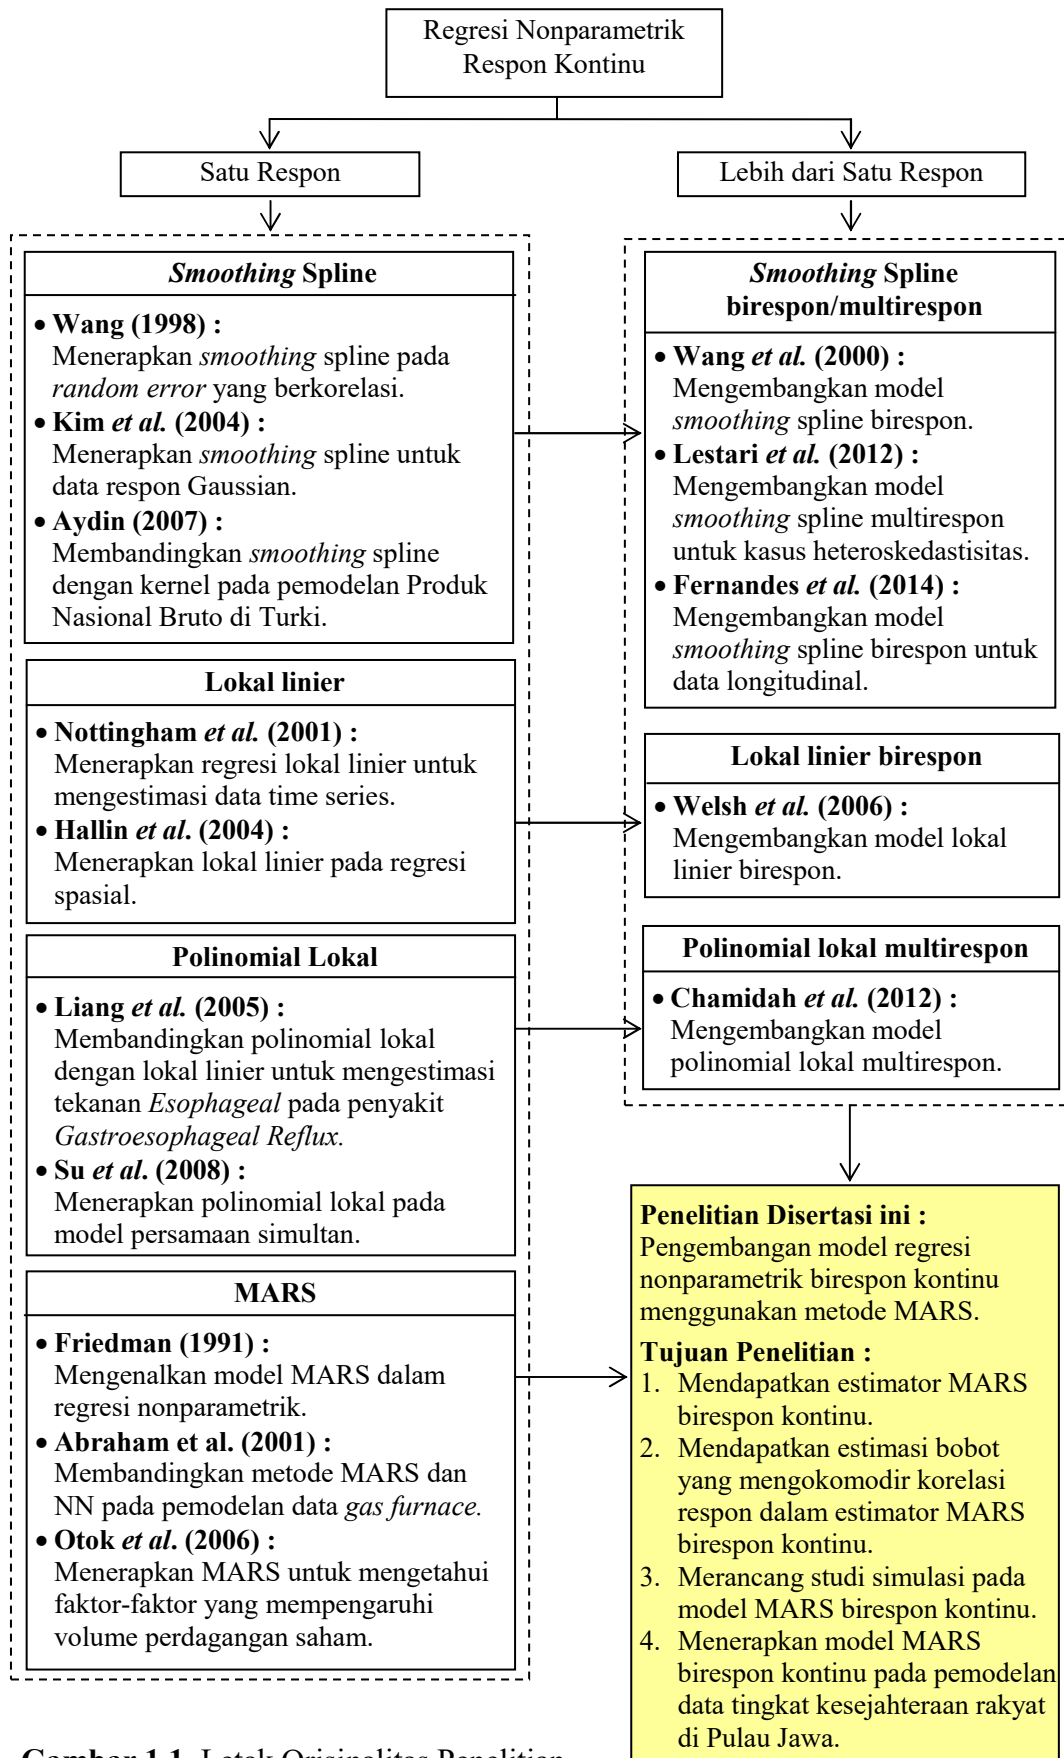 Regresi Nonparametrik
Respon Kontinu
Satu Respon
Lebih dari Satu Respon
Smoothing Spline
• Wang (1998) :
Menerapkan smoothing spline pada
random error yang berkorelasi.
• Kim et al. (2004) :
Menerapkan smoothing spline untuk
data respon Gaussian.
• Aydin (2007) :
Membandingkan smoothing spline
dengan kernel pada pemodelan Produk
Nasional Bruto di Turki.
Lokal linier
• Nottingham et al. (2001) :
Menerapkan regresi lokal linier untuk
mengestimasi data time series.
• Hallin et al. (2004) :
Menerapkan lokal linier pada regresi
spasial.
Polinomial Lokal
• Liang et al. (2005) :
Membandingkan polinomial lokal
dengan lokal linier untuk mengestimasi
tekanan Esophageal pada penyakit
Gastroesophageal Reflux.
• Su et al. (2008) :
Menerapkan polinomial lokal pada
model persamaan simultan.
MARS
• Friedman (1991) :
Mengenalkan model MARS dalam
regresi nonparametrik.
• Abraham et al. (2001) :
Membandingkan metode MARS dan
NN pada pemodelan data gas furnace.
• Otok et al. (2006) :
Menerapkan MARS untuk mengetahui
faktor-faktor yang mempengaruhi
volume perdagangan saham.
Smoothing Spline
birespon/multirespon
• Wang et al. (2000) :
Mengembangkan model
smoothing spline birespon.
• Lestari et al. (2012) :
Mengembangkan model
smoothing spline multirespon
untuk kasus heteroskedastisitas.
• Fernandes et al. (2014) :
Mengembangkan model
smoothing spline birespon untuk
data longitudinal.
Lokal linier birespon
• Welsh et al. (2006) :
Mengembangkan model lokal
linier birespon.
Polinomial lokal multirespon
• Chamidah et al. (2012) :
Mengembangkan model
polinomial lokal multirespon.
Penelitian Disertasi ini :
Pengembangan model regresi
nonparametrik birespon kontinu
menggunakan metode MARS.
Tujuan Penelitian :
1. Mendapatkan estimator MARS
birespon kontinu.
2. Mendapatkan estimasi bobot
yang mengokomodir korelasi
respon dalam estimator MARS
birespon kontinu.
3. Merancang studi simulasi pada
model MARS birespon kontinu.
4. Menerapkan model MARS
birespon kontinu pada pemodelan
data tingkat kesejahteraan rakyat
di Pulau Jawa.
Gambar 1.1 Letak Orisinalitas Penelitian